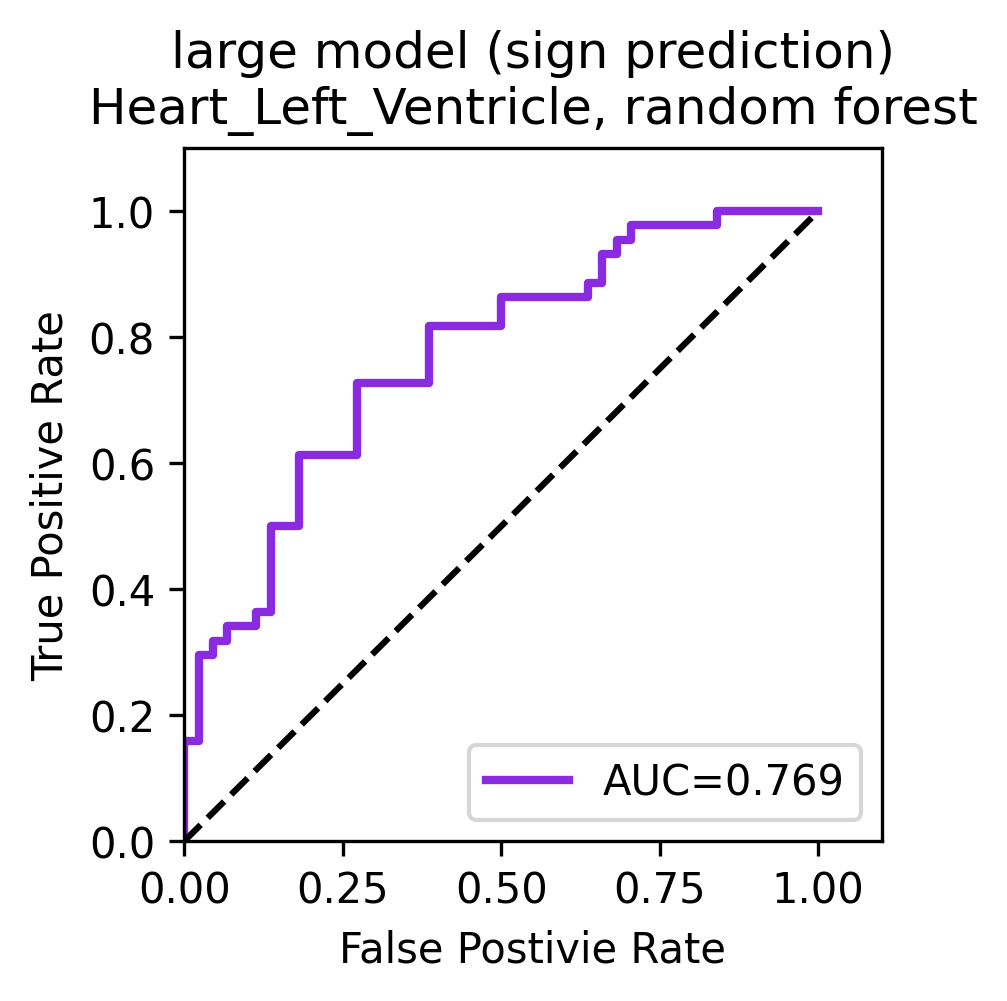 large model (sign prediction)
Heart_Left_Ventricle, random forest
1.0
0.8
0.6
0.4
0.2
0.0
True Positive Rate
AUC=0.769
0.00 0.25 0.50 0.75 1.00
False Postivie Rate